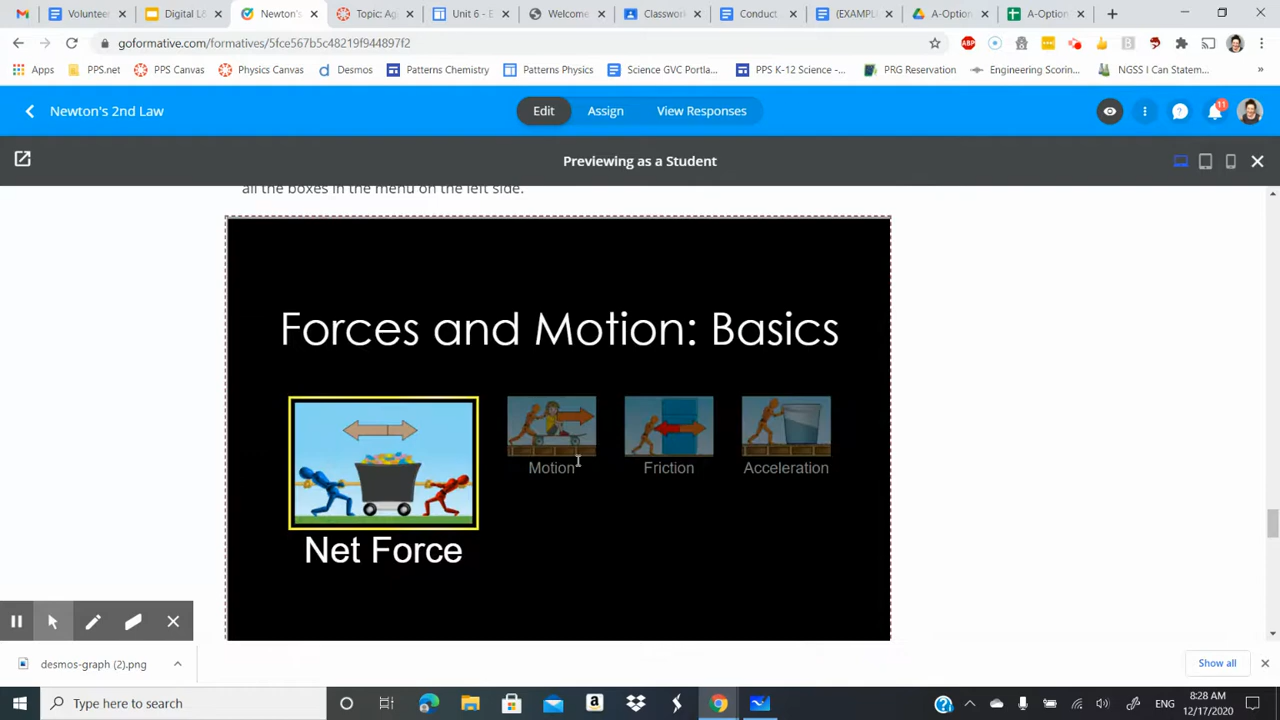 Volunteer
Digital Lo
Newton's
Topic: Ag
Unit 6 - E
Welcome
Classwork
Conduct
(EXAMPL
A-Option
A-Option
goformative.com/formatives/5fce567b5c48219f944897f2
Apps
PPS.net
PPS Canvas
Physics Canvas
Desmos
Patterns Chemistry
Patterns Physics
Science GVC Portla...
PPS K-12 Science -...
PRG Reservation
Engineering Scorin...
NGSS I Can Statem...
Newton's 2nd Law
Edit
Assign
View Responses
11
Previewing as a Student
all the boxes in the menu on the left side.
Forces and Motion: Basics
Motion
Friction
Acceleration
Net Force
desmos-graph (2).png
Show all
Type here to search
ENG
8:28 AM
12/17/2020